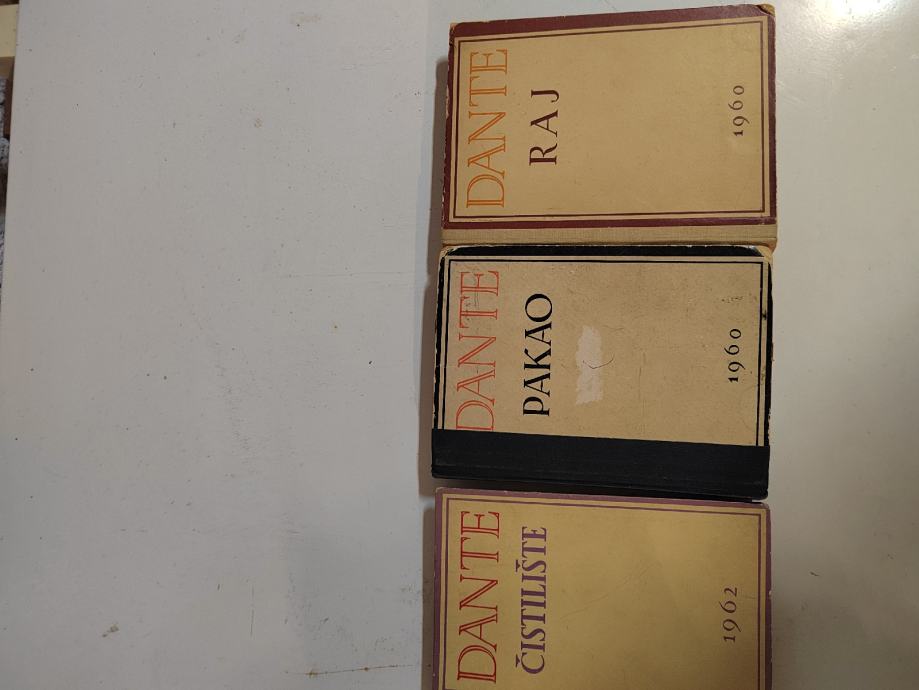 DANTE
RAJ
1960
DANTE
PAKAO
1960
DANTE
ČISTILIŠTE
1962